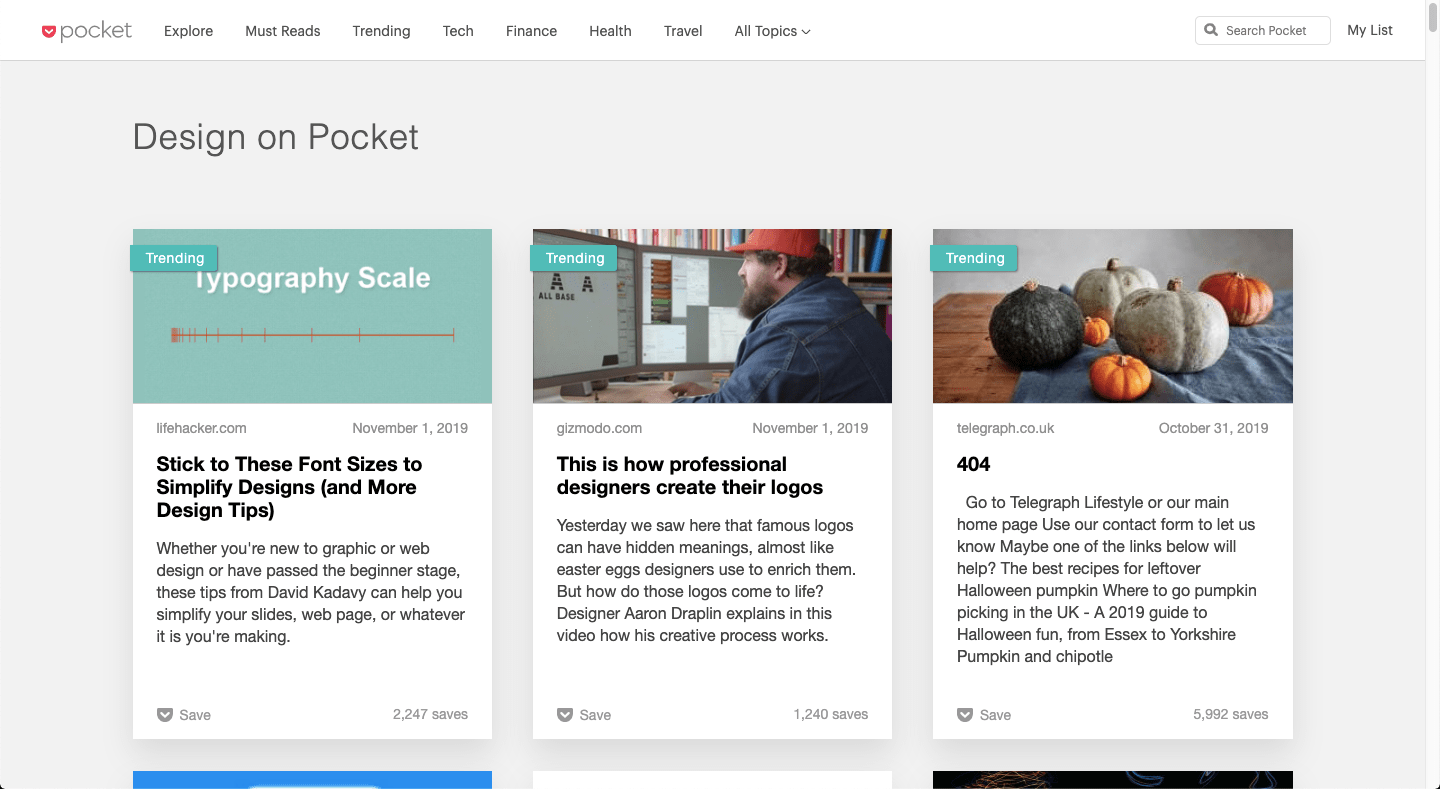 pocket Explore Must Reads Trending Tech Finance Health Travel All Topics Search Pocket My List
Design on Pocket
Trending
Typography Scale
lifehacker.com November 1, 2019
Stick to These Font Sizes to
Simplify Designs (and More
Design Tips)
Whether you're new to graphic or web
design or have passed the beginner stage,
these tips from David Kadavy can help you
simplify your slides, web page, or whatever
it is you're making.
Save 2,247 saves
Trending
A A
ALL BASE
gizmodo.com November 1, 2019
This is how professional
designers create their logos
Yesterday we saw here that famous logos
can have hidden meanings, almost like
easter eggs designers use to enrich them.
But how do those logos come to life?
Designer Aaron Draplin explains in this
video how his creative process works.
Save 1,240 saves
Trending
telegraph.co.uk October 31, 2019
404
Go to Telegraph Lifestyle or our main
home page Use our contact form to let us
know Maybe one of the links below will
help? The best recipes for leftover
Halloween pumpkin Where to go pumpkin
picking in the UK - A 2019 guide to
Halloween fun, from Essex to Yorkshire
Pumpkin and chipotle
Save 5,992 saves